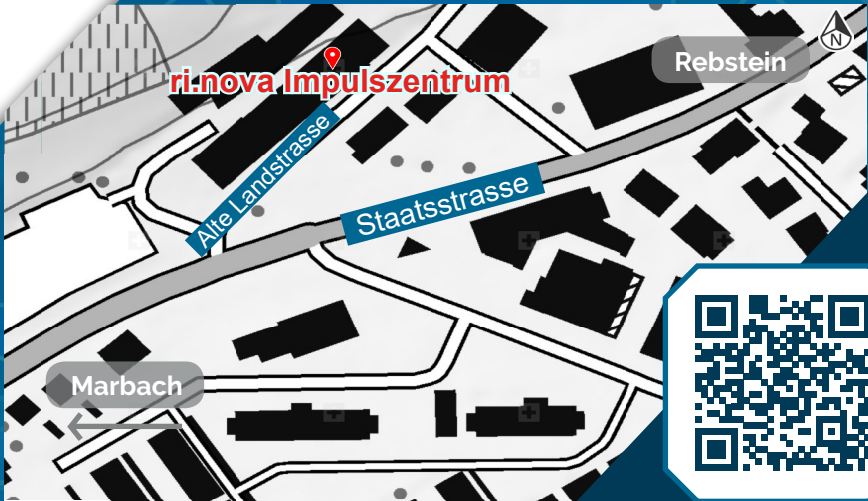 N
Rebstein
ri.nova Impulszentrum
Alte Landstrasse
Staatsstrasse
Marbach